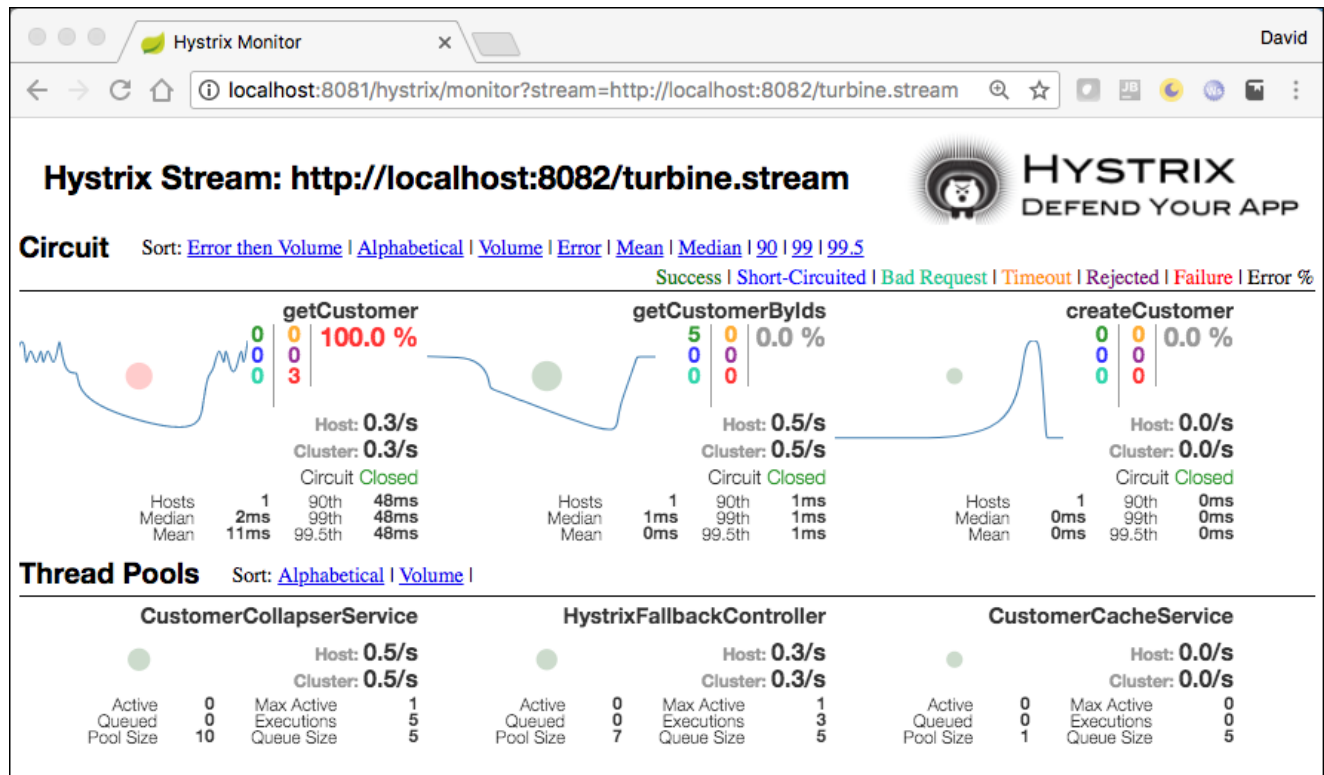 Hystrix Monitor
David
localhost:8081/hystrix/monitor?stream=http://localhost:8082/turbine.stream
JB
Hystrix Stream: http://localhost:8082/turbine.stream
HYSTRIX
DEFEND YOUR APP
Circuit Sort: Error then Volume | Alphabetical | Volume | Error | Mean | Median | 90 | 99 | 99.5
Success | Short-Circuited | Bad Request | Timeout | Rejected | Failure | Error %
getCustomer
0 0 100.0 %
0 0
0 3
Host: 0.3/s
Cluster: 0.3/s
Circuit Closed
Hosts 1 90th 48ms
Median 2ms 99th 48ms
Mean 11ms 99.5th 48ms
getCustomerByIds
5 0 0.0 %
0 0
0 0
Host: 0.5/s
Cluster: 0.5/s
Circuit Closed
Hosts 1 90th 1ms
Median 1ms 99th 1ms
Mean 0ms 99.5th 1ms
createCustomer
0 0 0.0 %
0 0
0 0
Host: 0.0/s
Cluster: 0.0/s
Circuit Closed
Hosts 1 90th 0ms
Median 0ms 99th 0ms
Mean 0ms 99.5th 0ms
Thread Pools Sort: Alphabetical | Volume |
CustomerCollapserService
Host: 0.5/s
Cluster: 0.5/s
Active 0 Max Active 1
Queued 0 Executions 5
Pool Size 10 Queue Size 5
HystrixFallbackController
Host: 0.3/s
Cluster: 0.3/s
Active 0 Max Active 1
Queued 0 Executions 3
Pool Size 7 Queue Size 5
CustomerCacheService
Host: 0.0/s
Cluster: 0.0/s
Active 0 Max Active 0
Queued 0 Executions 0
Pool Size 1 Queue Size 5